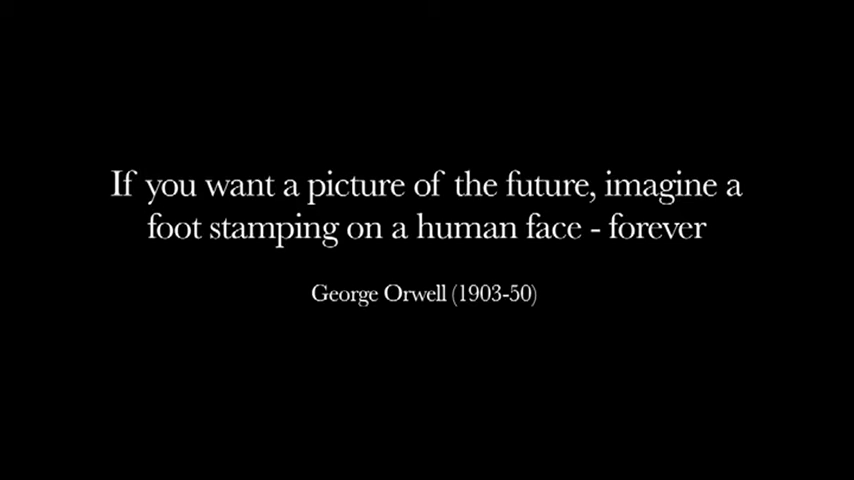 If you want a picture of the future, imagine a
foot stamping on a human face - forever
George Orwell (1903-50)